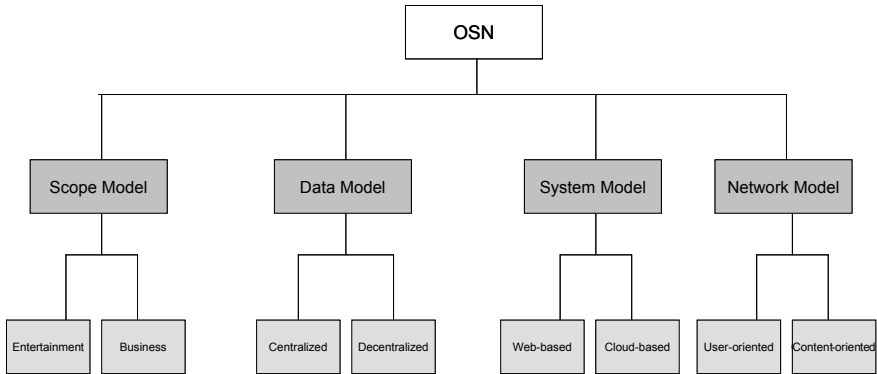 OSN
Scope Model
Data Model
System Model
Network Model
Entertainment
Business
Centralized
Decentralized
Web-based
Cloud-based
User-oriented
Content-oriented